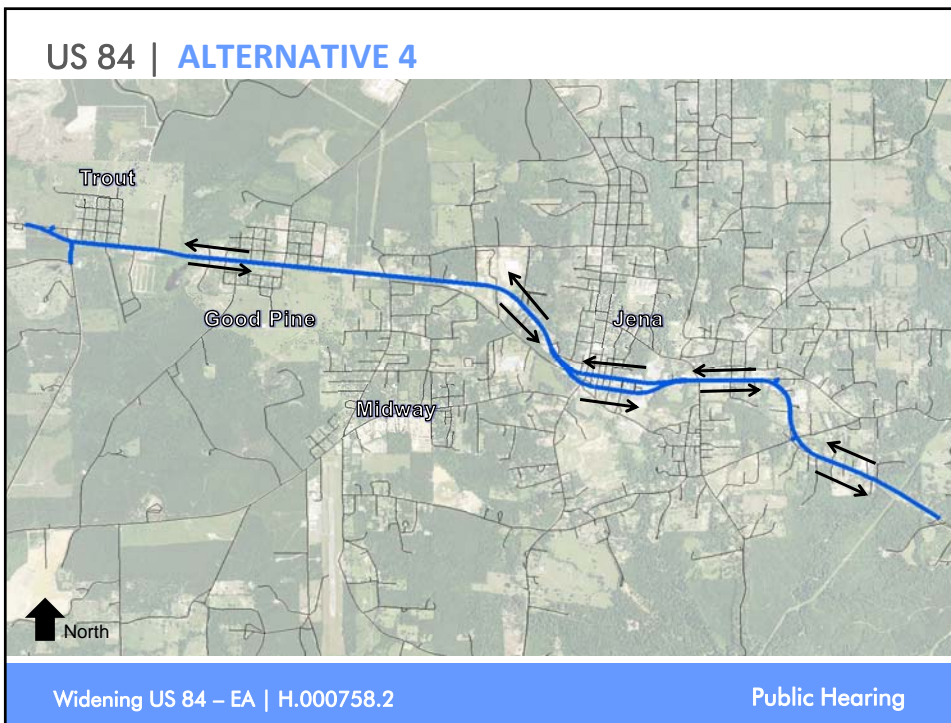 US 84 | ALTERNATIVE 4
Trout
Good Pine
Jena
Midway
North
Widening US 84 – EA | H.000758.2
Public Hearing